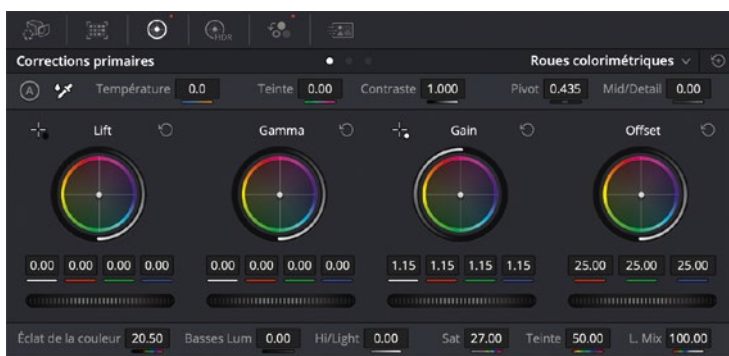 HDR
Corrections primaires Roues colorimétriques
A Température 0.0 Teinte 0.00 Contraste 1.000 Pivot 0.435 Mid/Detail 0.00
Lift Gamma Gain Offset
0.00 0.00 0.00 0.00 0.00 0.00 0.00 0.00 1.15 1.15 1.15 1.15 25.00 25.00 25.00
Éclat de la couleur 20.50 Basses Lum 0.00 Hi/Light 0.00 Sat 27.00 Teinte 50.00 L. Mix 100.00